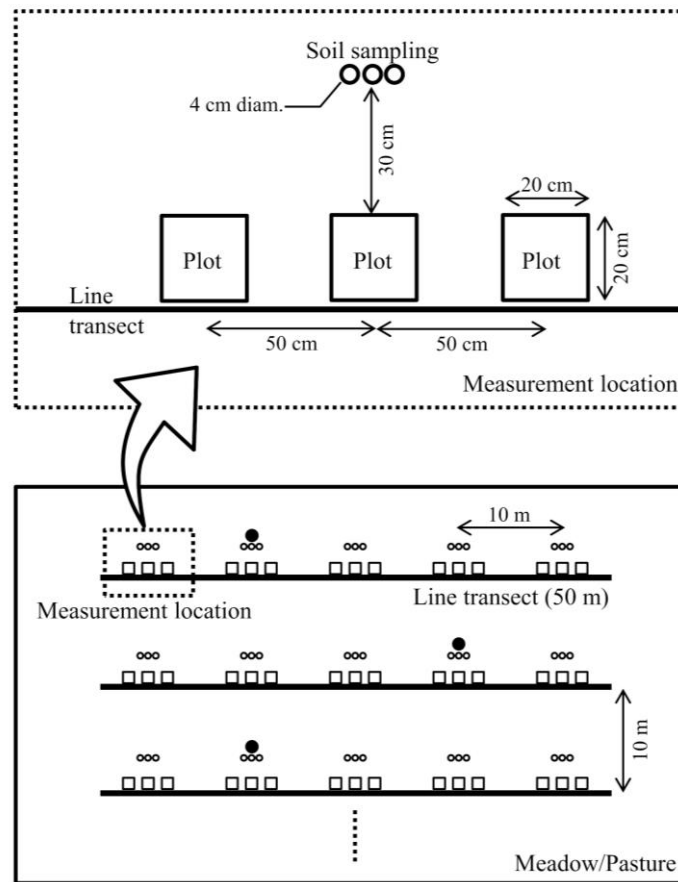 Soil sampling
4 cm diam.
30 cm
20 cm
Plot
Plot
Plot
20 cm
Line
transect
50 cm
50 cm
Measurement location
10 m
Measurement location
Line transect (50 m)
10 m
Meadow/Pasture